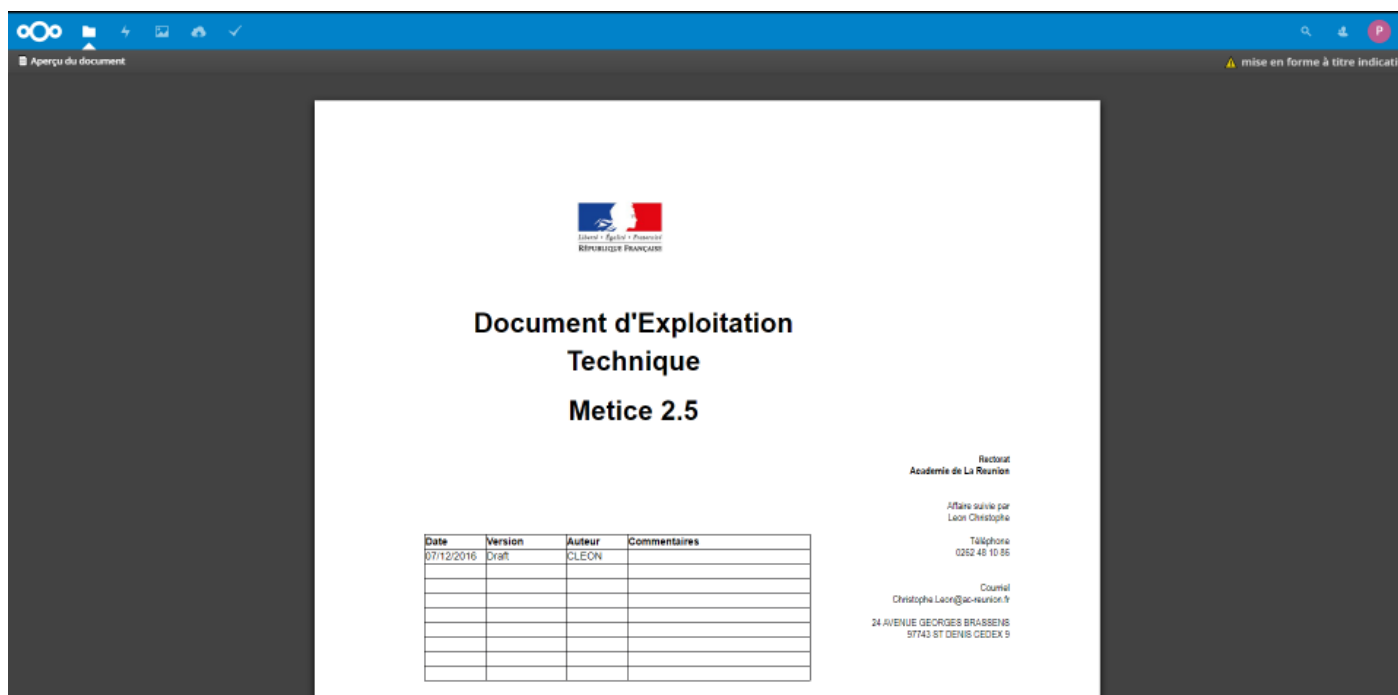 P
Aperçu du document
mise en forme à titre indicati
Liberté • Égalité • Fraternité
RÉPUBLIQUE FRANÇAISE
Document d'Exploitation
Technique
Metice 2.5
Rectorat
Academie de La Reunion
Affaire suivie par
Leon Christophe
Téléphone
0262 48 10 86
Courriel
Christophe.Leon@ac-reunion.fr
24 AVENUE GEORGES BRASSENS
97743 ST DENIS CEDEX 9
Date Version Auteur Commentaires
07/12/2016 Draft CLEON